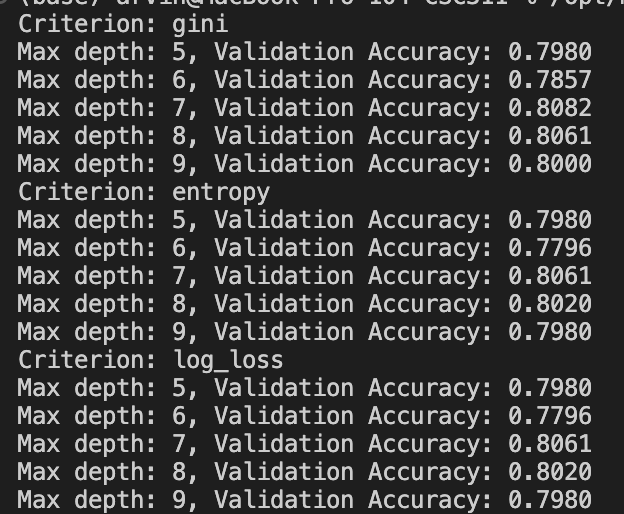 Criterion: gini
Max depth: 5, Validation Accuracy: 0.7980
Max depth: 6, Validation Accuracy: 0.7857
Max depth: 7, Validation Accuracy: 0.8082
Max depth: 8, Validation Accuracy: 0.8061
Max depth: 9, Validation Accuracy: 0.8000
Criterion: entropy
Max depth: 5, Validation Accuracy: 0.7980
Max depth: 6, Validation Accuracy: 0.7796
Max depth: 7, Validation Accuracy: 0.8061
Max depth: 8, Validation Accuracy: 0.8020
Max depth: 9, Validation Accuracy: 0.7980
Criterion: log_loss
Max depth: 5, Validation Accuracy: 0.7980
Max depth: 6, Validation Accuracy: 0.7796
Max depth: 7, Validation Accuracy: 0.8061
Max depth: 8, Validation Accuracy: 0.8020
Max depth: 9, Validation Accuracy: 0.7980